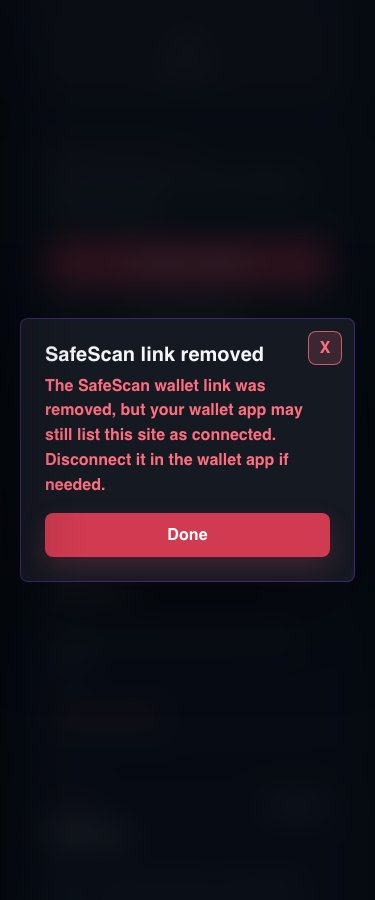 SafeScan link removed
X
The SafeScan wallet link was
removed, but your wallet app may
still list this site as connected.
Disconnect it in the wallet app if
needed.
Done